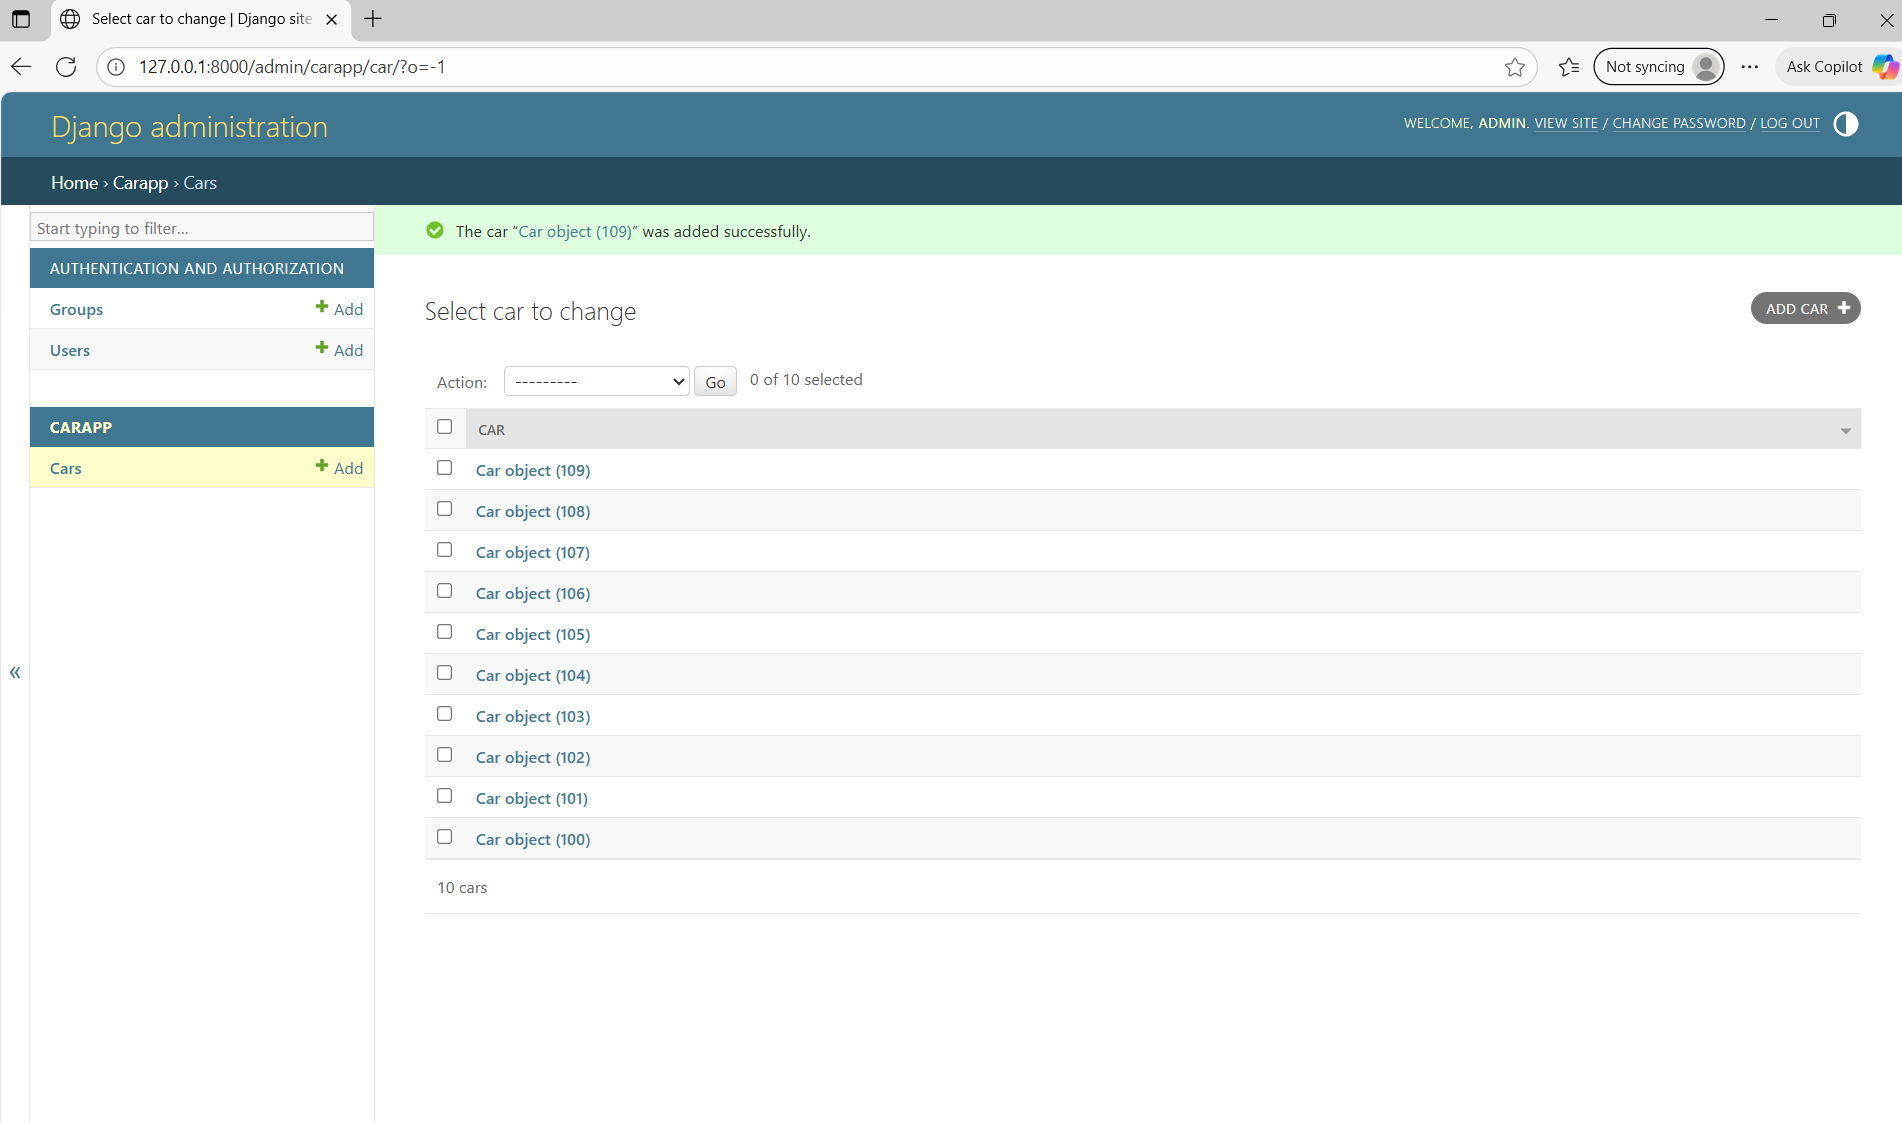 Select car to change | Django site
127.0.0.1:8000/admin/carapp/car/?o=-1
Not syncing
Ask Copilot
Django administration
WELCOME, ADMIN. VIEW SITE / CHANGE PASSWORD / LOG OUT
Home › Carapp › Cars
Start typing to filter...
AUTHENTICATION AND AUTHORIZATION
Groups
Add
Users
Add
CARAPP
Cars
Add
The car “Car object (109)” was added successfully.
Select car to change
ADD CAR
Action:
---------
Go
0 of 10 selected
CAR
Car object (109)
Car object (108)
Car object (107)
Car object (106)
Car object (105)
Car object (104)
Car object (103)
Car object (102)
Car object (101)
Car object (100)
10 cars